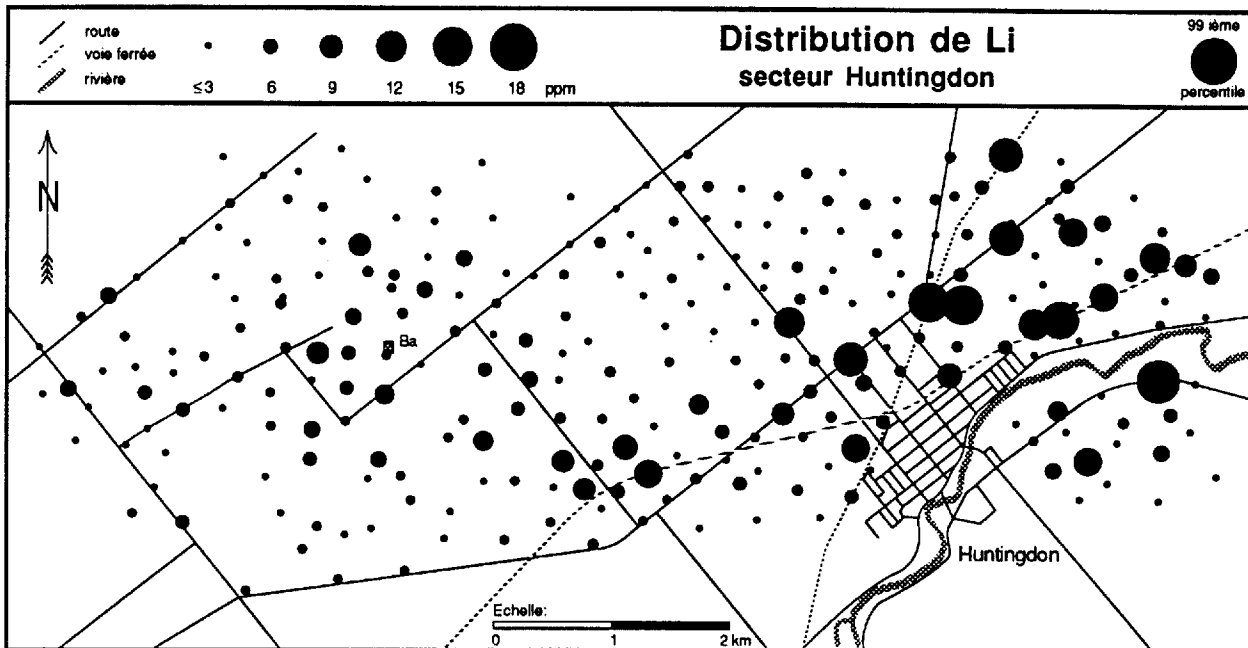 route
voie ferrée
rivière
≤3 6 9 12 15 18 ppm
Distribution de Li
secteur Huntingdon
99 ième
percentile
N
Ba
Huntingdon
Echelle:
0 1 2 km